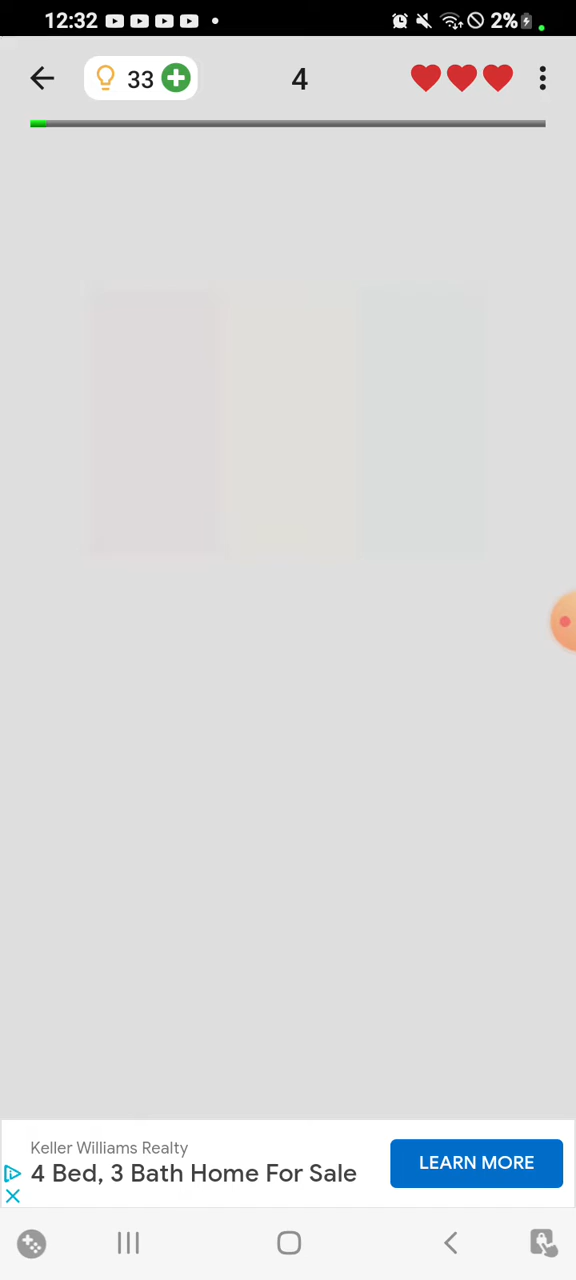 12:32 2%
33 4
Keller Williams Realty
4 Bed, 3 Bath Home For Sale
LEARN MORE